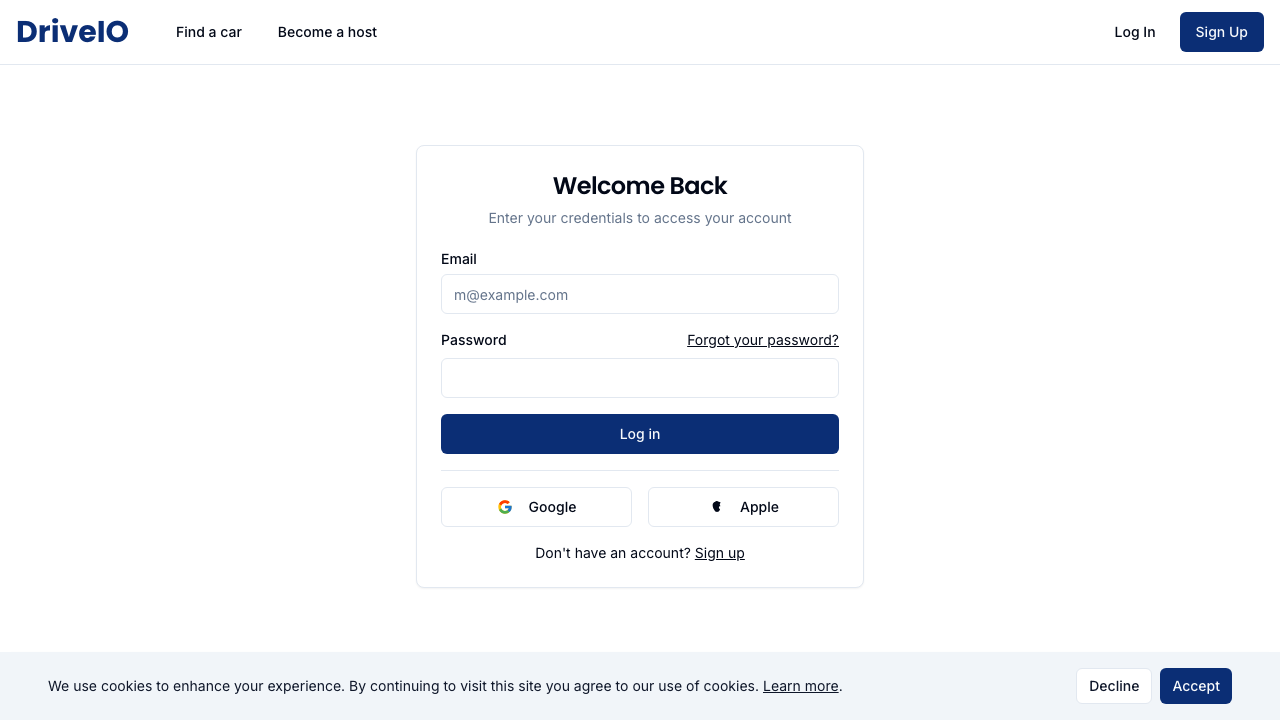 DriveIO
Find a car
Become a host
Log In
Sign Up
Welcome Back
Enter your credentials to access your account
Email
m@example.com
Password
Forgot your password?
Log in
Google
Apple
Don't have an account? Sign up
We use cookies to enhance your experience. By continuing to visit this site you agree to our use of cookies. Learn more.
Decline
Accept